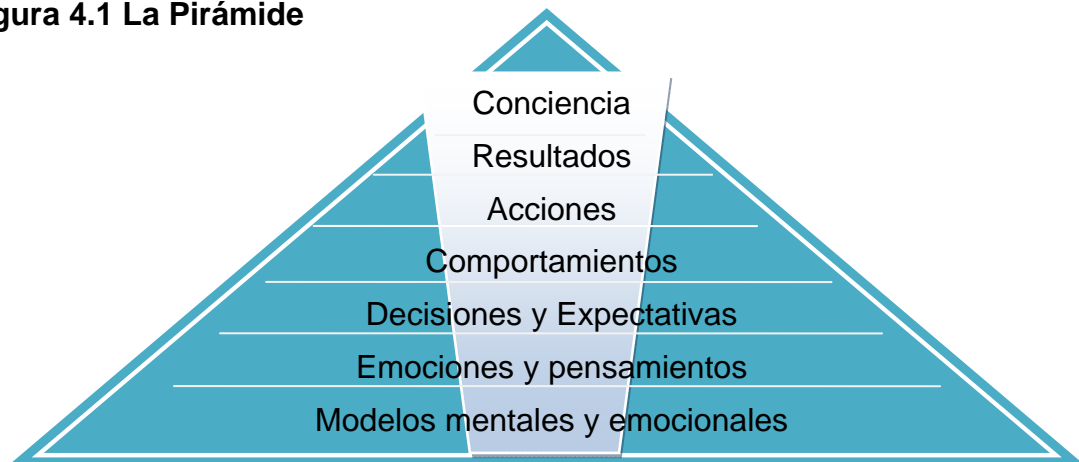 gura 4.1 La Pirámide
Conciencia
Resultados
Acciones
Comportamientos
Decisiones y Expectativas
Emociones y pensamientos
Modelos mentales y emocionales